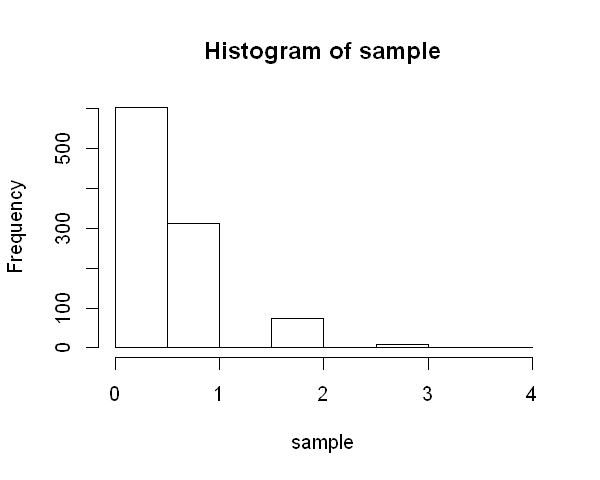 Histogram of sample
Frequency
500
300
100
0
0 1 2 3 4
sample